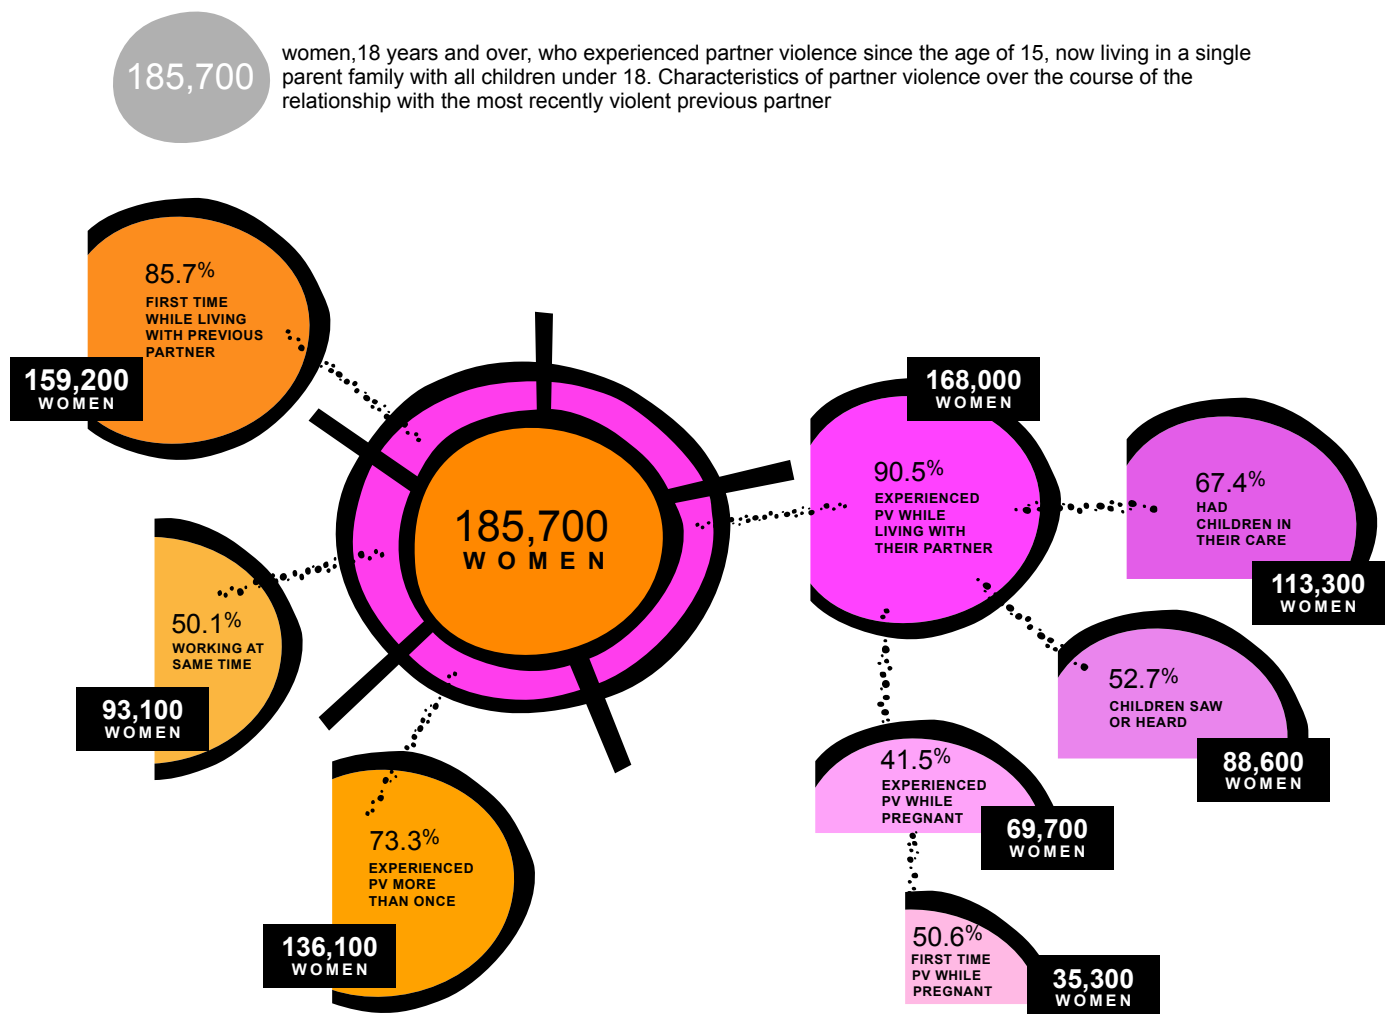 185,700
women,18 years and over, who experienced partner violence since the age of 15, now living in a single
parent family with all children under 18. Characteristics of partner violence over the course of the
relationship with the most recently violent previous partner
85.7%
FIRST TIME
WHILE LIVING
WITH PREVIOUS
PARTNER
159,200
WOMEN
185,700
WOMEN
50.1%
WORKING AT
SAME TIME
93,100
WOMEN
73.3%
EXPERIENCED
PV MORE
THAN ONCE
136,100
WOMEN
168,000
WOMEN
90.5%
EXPERIENCED
PV WHILE
LIVING WITH
THEIR PARTNER
67.4%
HAD
CHILDREN IN
THEIR CARE
113,300
WOMEN
52.7%
CHILDREN SAW
OR HEARD
88,600
WOMEN
41.5%
EXPERIENCED
PV WHILE
PREGNANT
69,700
WOMEN
50.6%
FIRST TIME
PV WHILE
PREGNANT
35,300
WOMEN